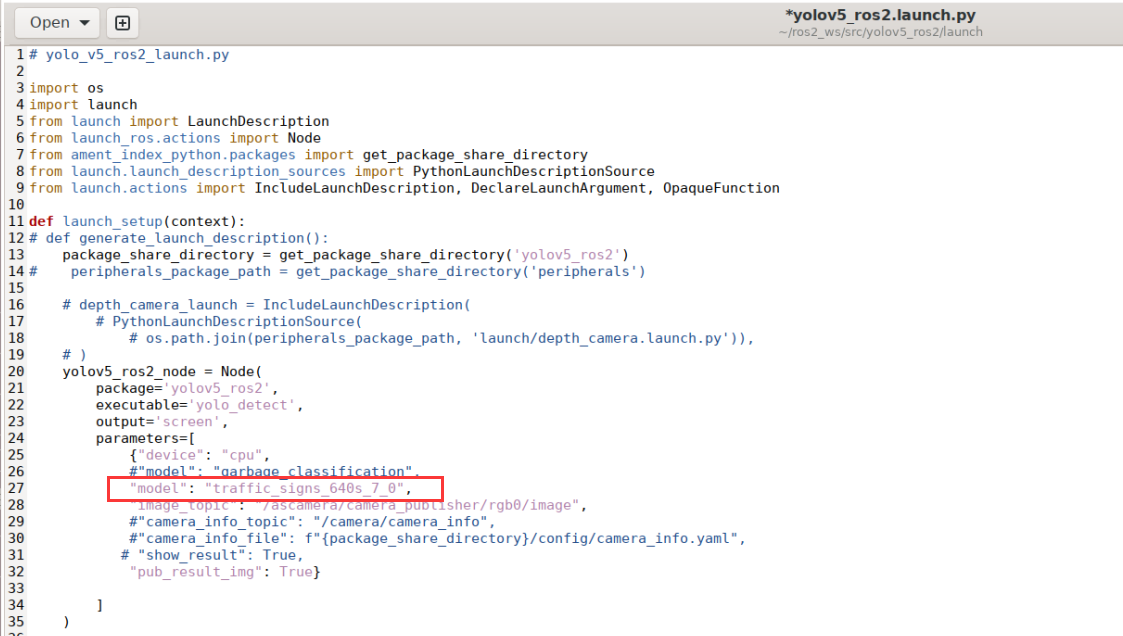 Open
*yolov5_ros2.launch.py
~/ros2_ws/src/yolov5_ros2/launch
1 # yolo_v5_ros2_launch.py
2
3 import os
4 import launch
5 from launch import LaunchDescription
6 from launch_ros.actions import Node
7 from ament_index_python.packages import get_package_share_directory
8 from launch.launch_description_sources import PythonLaunchDescriptionSource
9 from launch.actions import IncludeLaunchDescription, DeclareLaunchArgument, OpaqueFunction
10
11 def launch_setup(context):
12 # def generate_launch_description():
13     package_share_directory = get_package_share_directory('yolov5_ros2')
14 #    peripherals_package_path = get_package_share_directory('peripherals')
15
16     # depth_camera_launch = IncludeLaunchDescription(
17         # PythonLaunchDescriptionSource(
18             # os.path.join(peripherals_package_path, 'launch/depth_camera.launch.py')),
19     # )
20     yolov5_ros2_node = Node(
21         package='yolov5_ros2',
22         executable='yolo_detect',
23         output='screen',
24         parameters=[
25             {"device": "cpu",
26             #"model": "garbage_classification",
27             "model": "traffic_signs_640s_7_0",
28             "image_topic": "/ascamera/camera_publisher/rgb0/image",
29             #"camera_info_topic": "/camera/camera_info",
30             #"camera_info_file": f"{package_share_directory}/config/camera_info.yaml",
31            # "show_result": True,
32             "pub_result_img": True}
33
34         ]
35     )